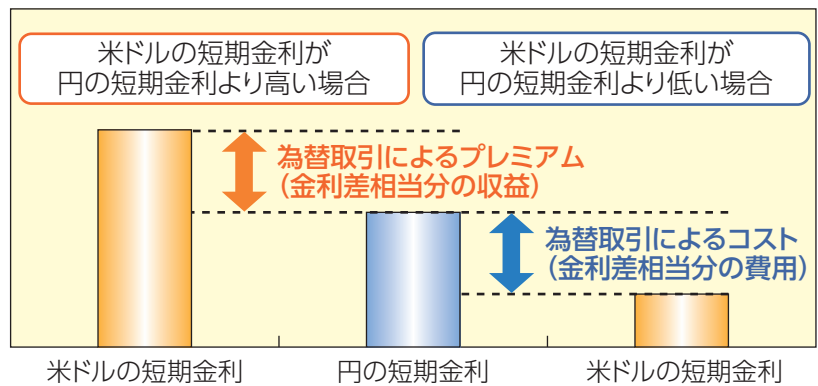 米ドルの短期金利が
円の短期金利より高い場合
米ドルの短期金利が
円の短期金利より低い場合
為替取引によるプレミアム
（金利差相当分の収益）
為替取引によるコスト
（金利差相当分の費用）
米ドルの短期金利
円の短期金利
米ドルの短期金利